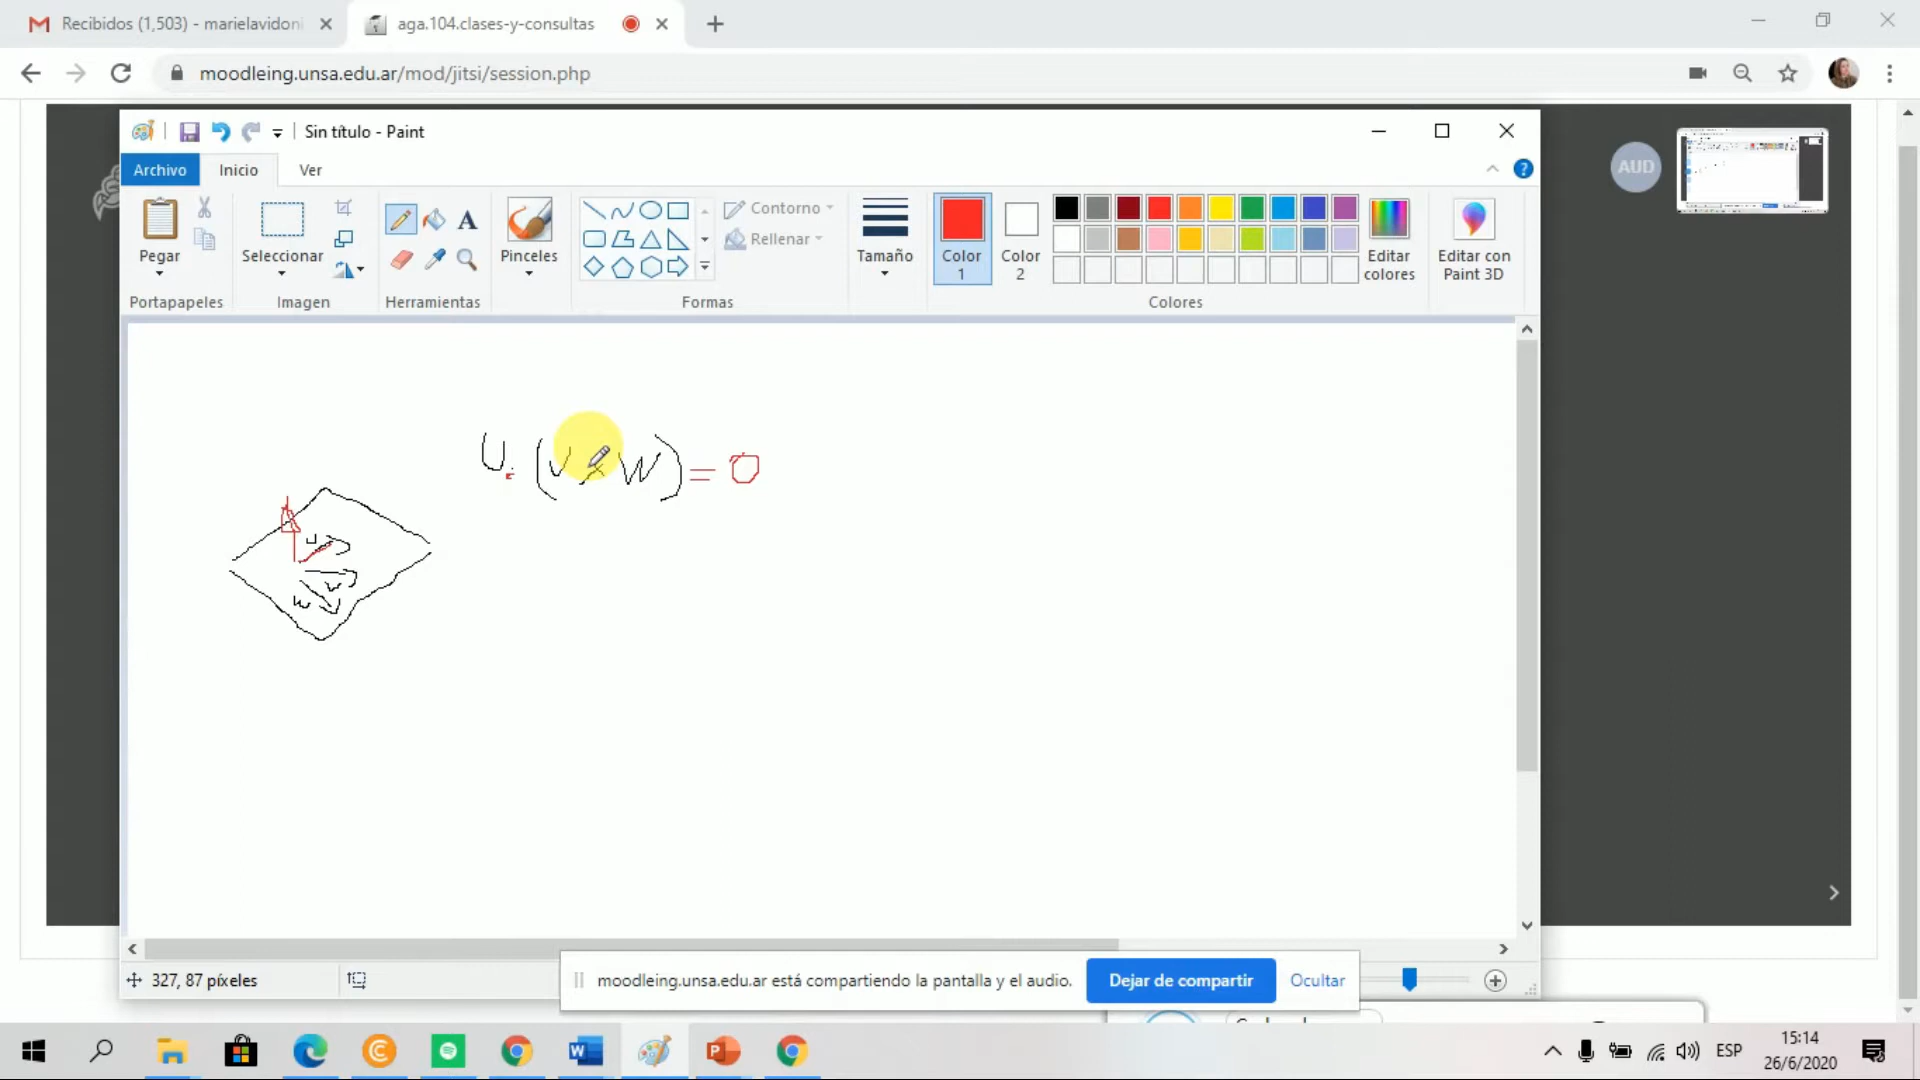 Recibidos (1,503) - marielavidoni
aga.104.clases-y-consultas
moodleing.unsa.edu.ar/mod/jitsi/session.php
Sin título - Paint
AUD
Archivo Inicio Ver
Contorno
Rellenar
Pegar Seleccionar Pinceles Tamaño Color 1 Color 2 Editar colores Editar con Paint 3D
Portapapeles Imagen Herramientas Formas Colores
U . (V x W) = 0
u
v
w
327, 87 píxeles
moodleing.unsa.edu.ar está compartiendo la pantalla y el audio. Dejar de compartir Ocultar
ESP
15:14
26/6/2020